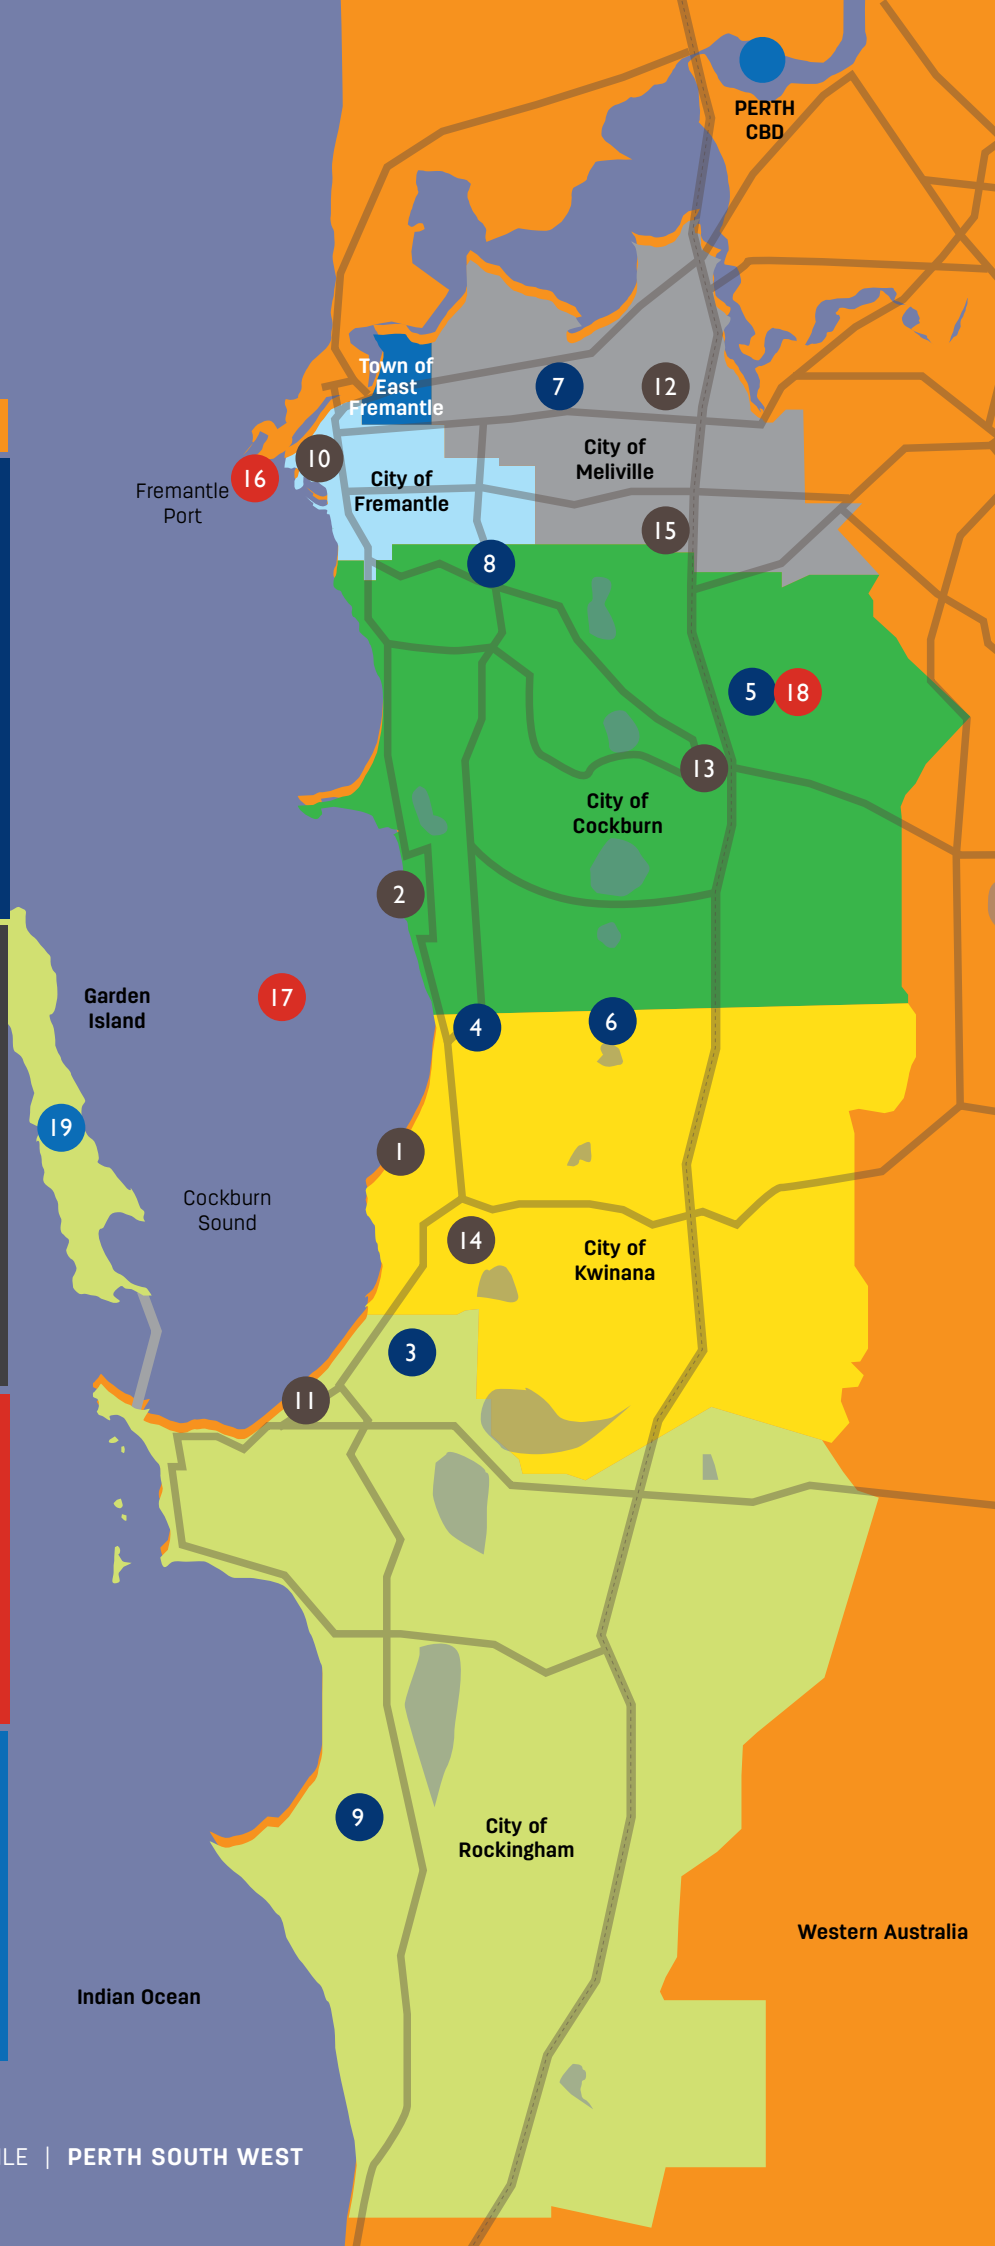 PERTH
CBD
Town of
East
Fremantle
7
12
City of
Meliville
10
16
City of
Fremantle
Fremantle
Port
15
8
5
18
13
City of
Cockburn
2
Garden
Island
17
4
6
19
1
Cockburn
Sound
14
City of
Kwinana
3
11
9
City of
Rockingham
Western Australia
Indian Ocean
LE | PERTH SOUTH WEST